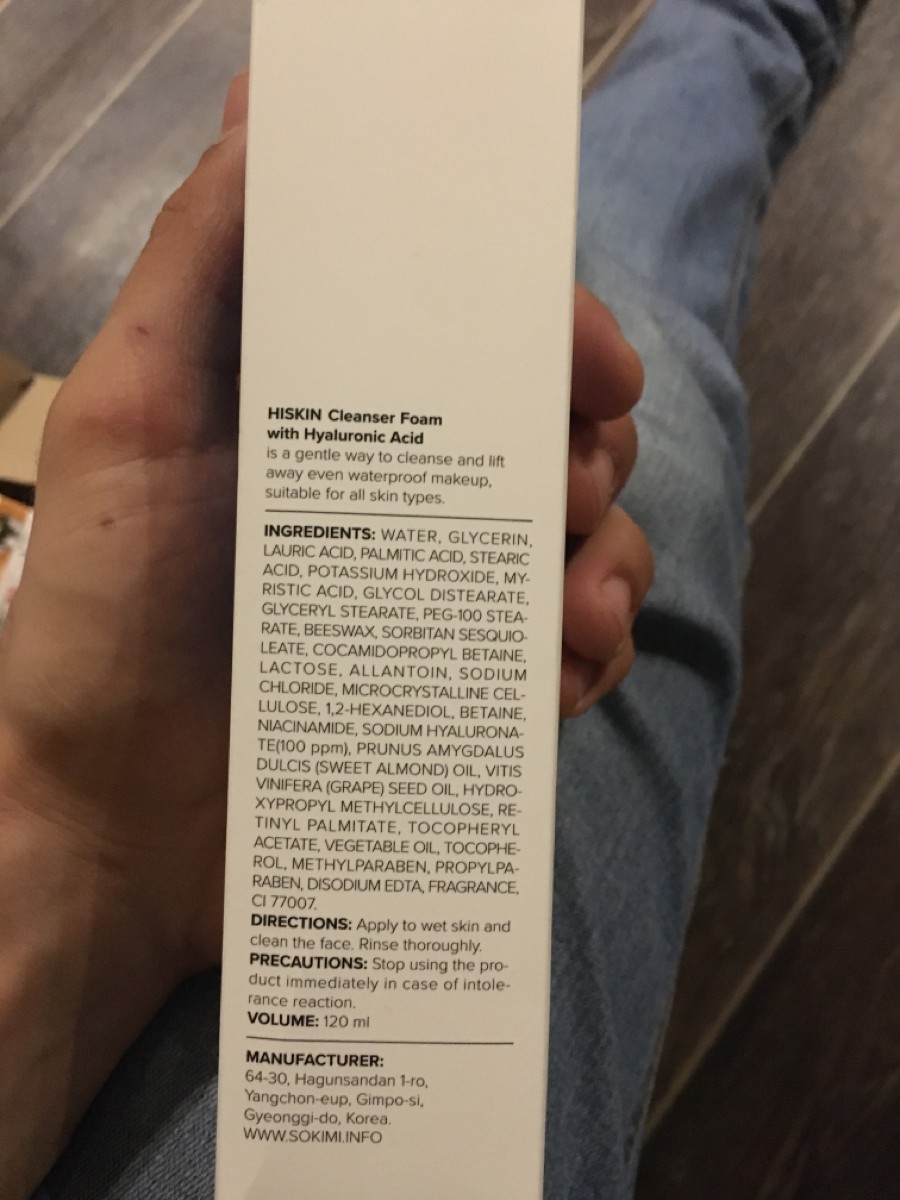 HISKIN Cleanser Foam
with Hyaluronic Acid
is a gentle way to cleanse and lift
away even waterproof makeup,
suitable for all skin types.
INGREDIENTS: WATER, GLYCERIN,
LAURIC ACID, PALMITIC ACID, STEARIC
ACID, POTASSIUM HYDROXIDE, MY-
RISTIC ACID, GLYCOL DISTEARATE,
GLYCERYL STEARATE, PEG-100 STEA-
RATE, BEESWAX, SORBITAN SESQUIO-
LEATE, COCAMIDOPROPYL BETAINE,
LACTOSE, ALLANTOIN, SODIUM
CHLORIDE, MICROCRYSTALLINE CEL-
LULOSE, 1,2-HEXANEDIOL, BETAINE,
NIACINAMIDE, SODIUM HYALURONA-
TE(100 ppm), PRUNUS AMYGDALUS
DULCIS (SWEET ALMOND) OIL, VITIS
VINIFERA (GRAPE) SEED OIL, HYDRO-
XYPROPYL METHYLCELLULOSE, RE-
TINYL PALMITATE, TOCOPHERYL
ACETATE, VEGETABLE OIL, TOCOPHE-
ROL, METHYLPARABEN, PROPYLPA-
RABEN, DISODIUM EDTA, FRAGRANCE,
CI 77007.
DIRECTIONS: Apply to wet skin and
clean the face. Rinse thoroughly.
PRECAUTIONS: Stop using the pro-
duct immediately in case of intole-
rance reaction.
VOLUME: 120 ml
MANUFACTURER:
64-30, Hagunsandan 1-ro,
Yangchon-eup, Gimpo-si,
Gyeonggi-do, Korea.
WWW.SOKIMI.INFO